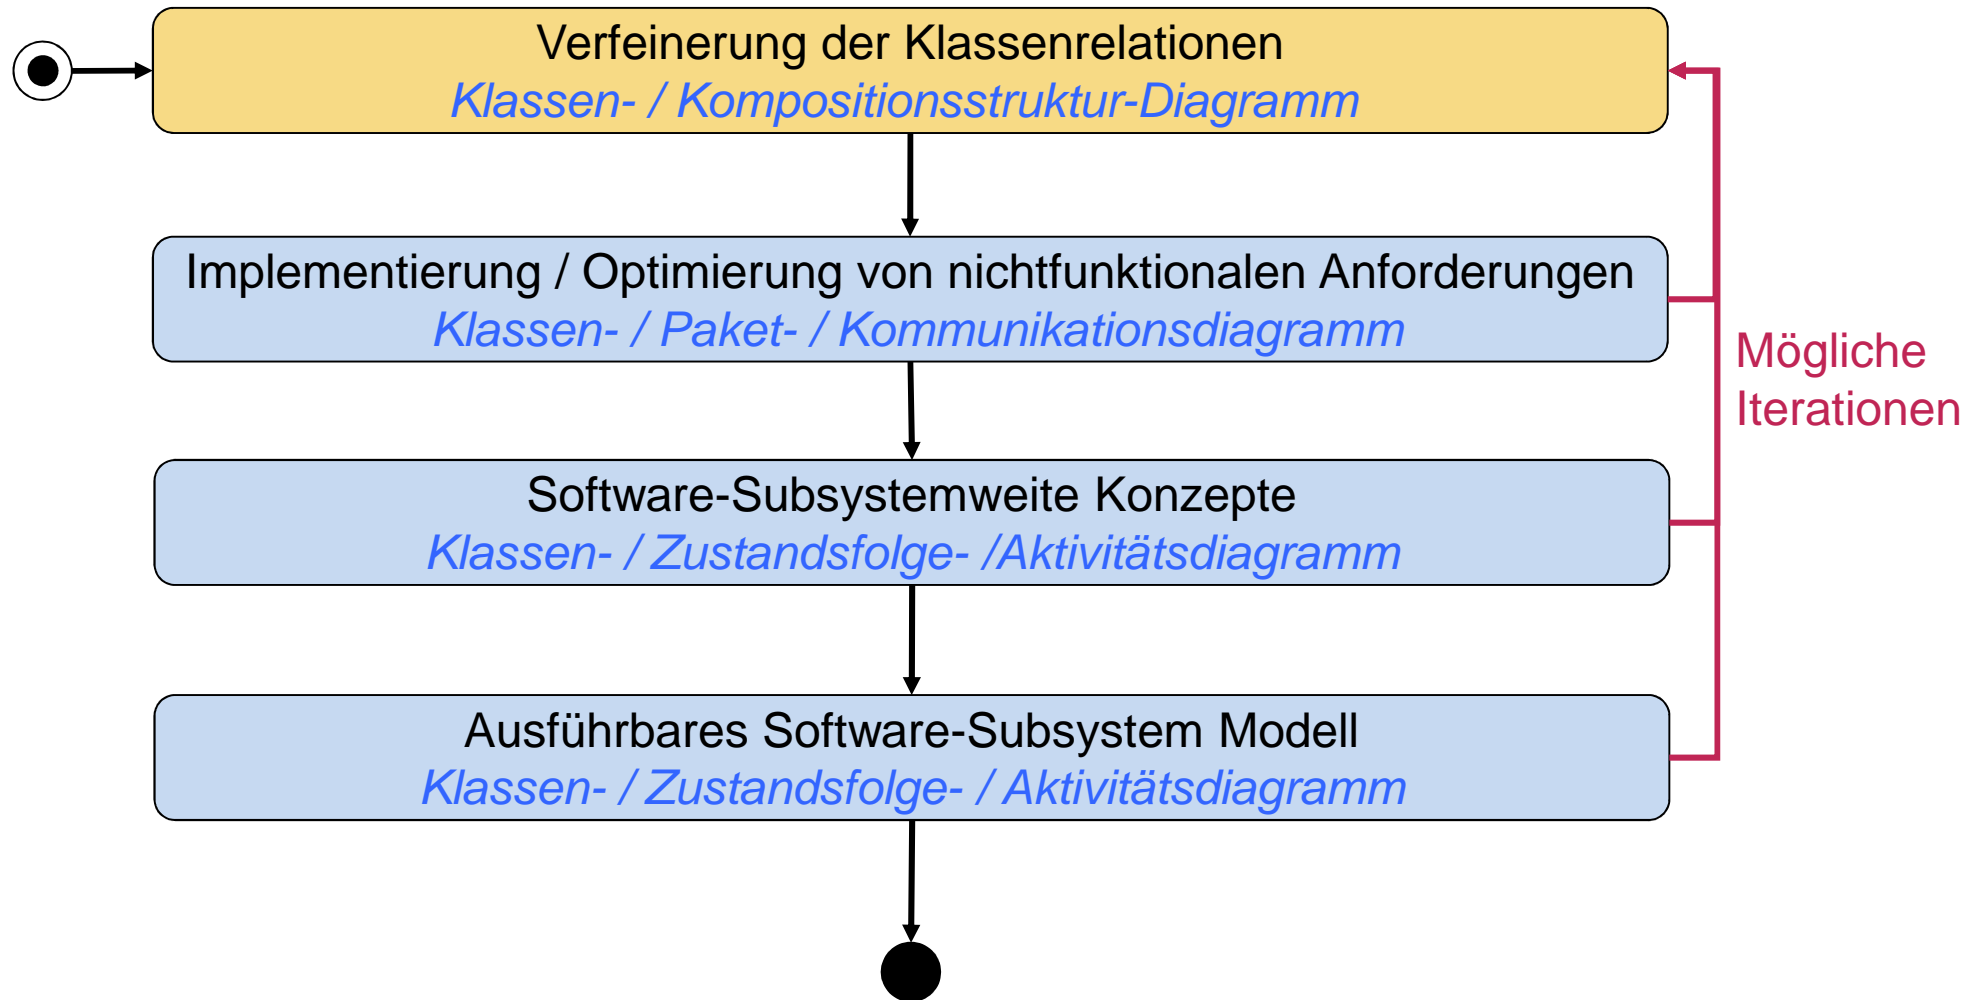 Verfeinerung der Klassenrelationen
Klassen- / Kompositionsstruktur-Diagramm
Implementierung / Optimierung von nichtfunktionalen Anforderungen
Klassen- / Paket- / Kommunikationsdiagramm
Mögliche
Iterationen
Software-Subsystemweite Konzepte
Klassen- / Zustandsfolge- /Aktivitätsdiagramm
Ausführbares Software-Subsystem Modell
Klassen- / Zustandsfolge- / Aktivitätsdiagramm